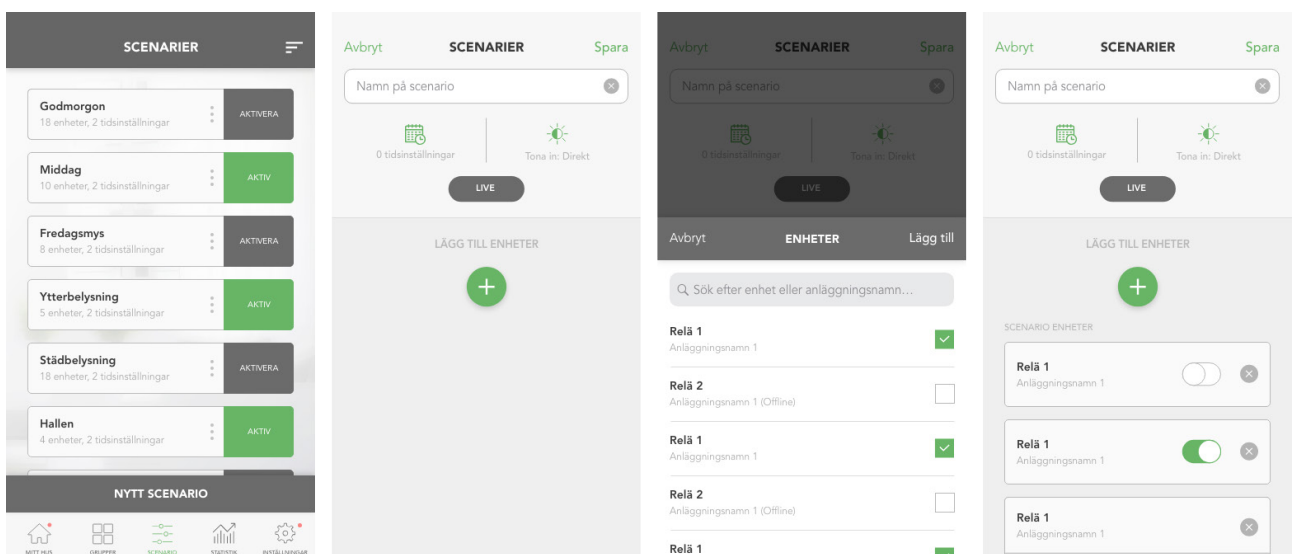 SCENARIER
Godmorgon
18 enheter, 2 tidsinställningar
AKTIVERA
Middag
10 enheter, 2 tidsinställningar
AKTIV
Fredagsmys
8 enheter, 2 tidsinställningar
AKTIVERA
Ytterbelysning
5 enheter, 2 tidsinställningar
AKTIV
Städbelysning
18 enheter, 2 tidsinställningar
AKTIVERA
Hallen
4 enheter, 2 tidsinställningar
AKTIV
NYTT SCENARIO
MITT HUS
GRUPPER
SCENARIO
STATISTIK
INSTÄLLNINGAR
Avbryt SCENARIER Spara
Namn på scenario
0 tidsinställningar
Tona in: Direkt
LIVE
LÄGG TILL ENHETER
Avbryt SCENARIER Spara
Namn på scenario
0 tidsinställningar
Tona in: Direkt
LIVE
Avbryt ENHETER Lägg till
Sök efter enhet eller anläggningsnamn...
Relä 1
Anläggningsnamn 1
Relä 2
Anläggningsnamn 1 (Offline)
Relä 1
Anläggningsnamn 1
Relä 2
Anläggningsnamn 1 (Offline)
Relä 1
Avbryt SCENARIER Spara
Namn på scenario
0 tidsinställningar
Tona in: Direkt
LIVE
LÄGG TILL ENHETER
SCENARIO ENHETER
Relä 1
Anläggningsnamn 1
Relä 1
Anläggningsnamn 1
Relä 1
Anläggningsnamn 1